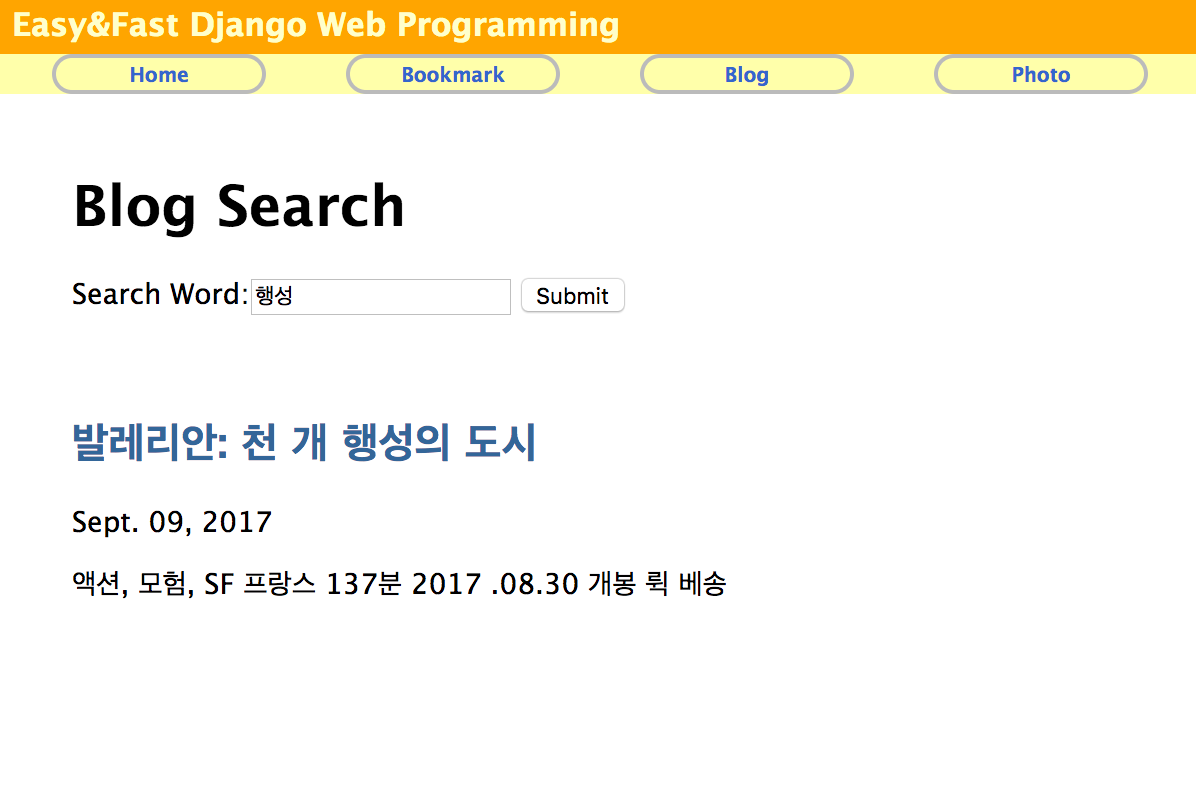 Easy&Fast Django Web Programming
Home Bookmark Blog Photo
Blog Search
Search Word: 행성 Submit
발레리안: 천 개 행성의 도시
Sept. 09, 2017
액션, 모험, SF 프랑스 137분 2017 .08.30 개봉 뤽 베송